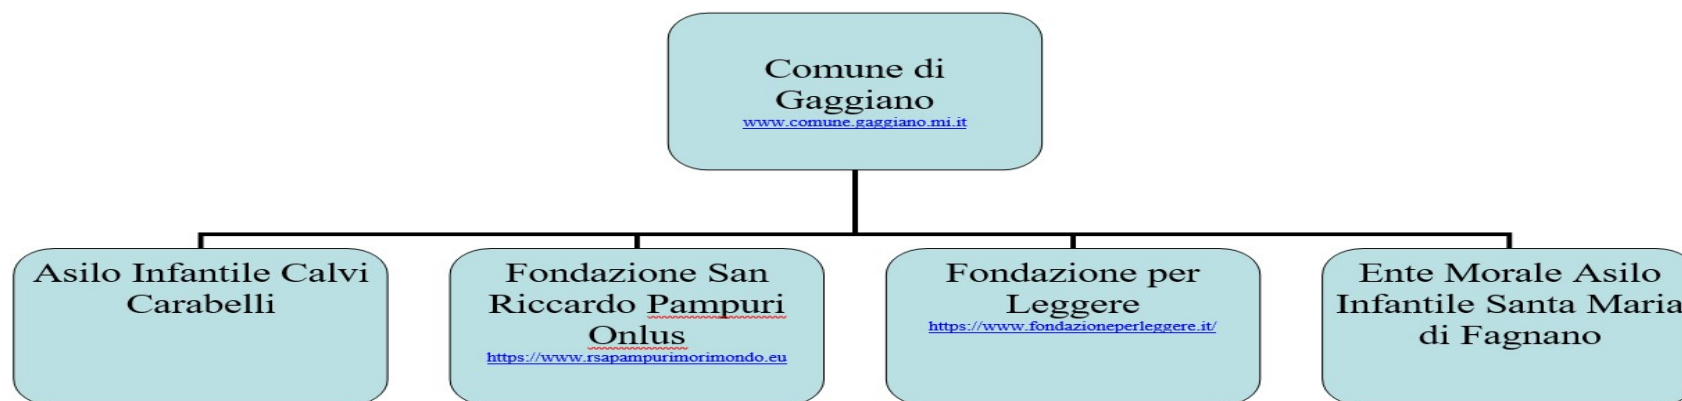 Comune di
Gaggiano
www.comune.gaggiano.mi.it
Asilo Infantile Calvi
Carabelli
Fondazione San
Riccardo Pampuri
Onlus
https://www.rsapampurimorimondo.eu
Fondazione per
Leggere
https://www.fondazioneperleggere.it/
Ente Morale Asilo
Infantile Santa Maria
di Fagnano